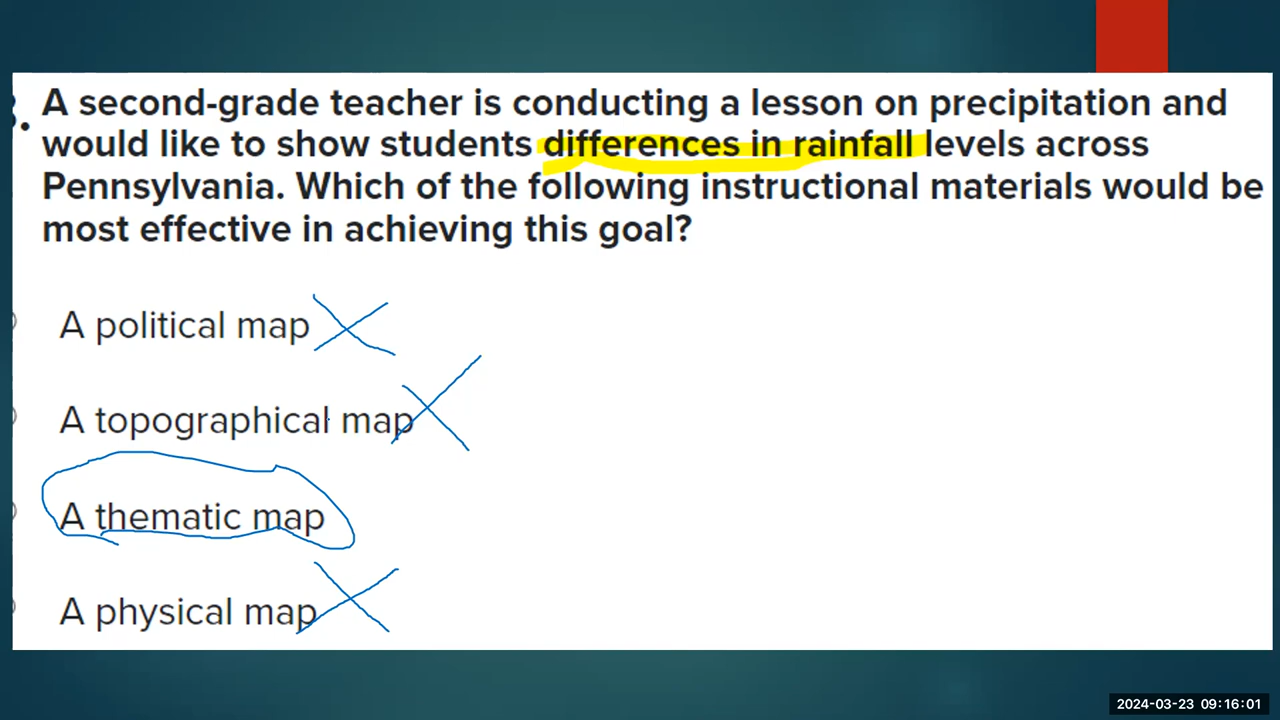 . A second-grade teacher is conducting a lesson on precipitation and
would like to show students differences in rainfall levels across
Pennsylvania. Which of the following instructional materials would be
most effective in achieving this goal?
A political map
A topographical map
A thematic map
A physical map
2024-03-23 09:16:01